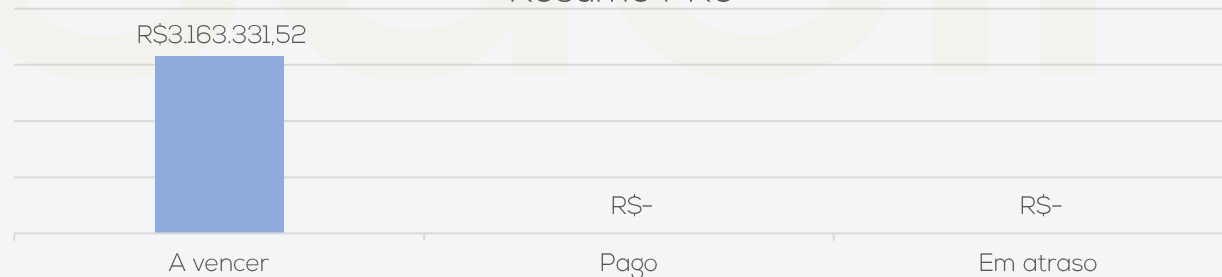 R$3.163.331,52
R$-
R$-
A vencer
Pago
Em atraso